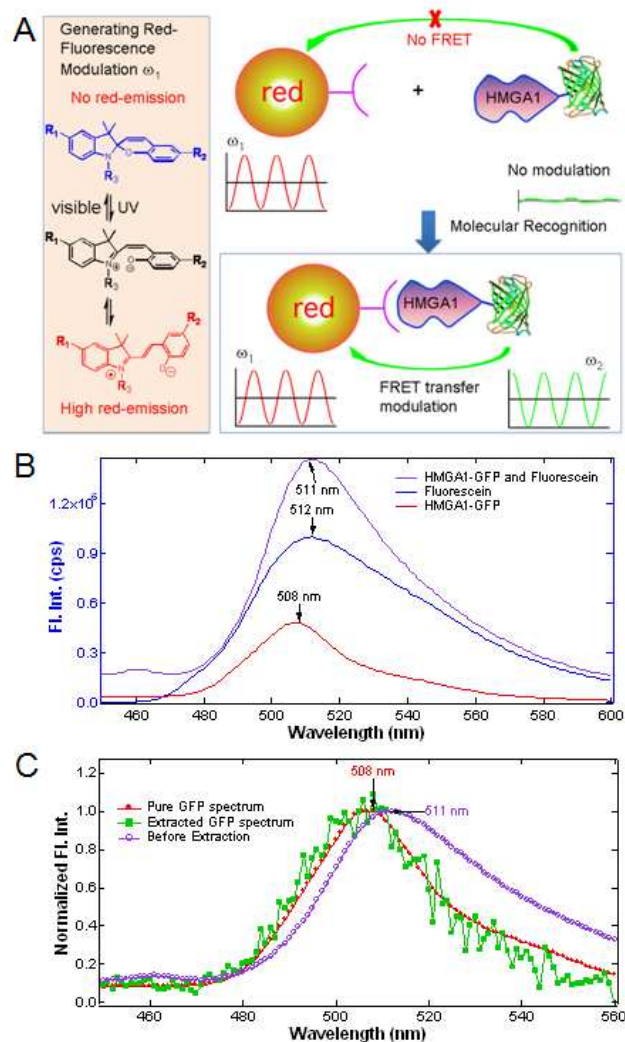 A
Generating Red-
Fluorescence
Modulation ω1
No red-emission
R1
R2
N
O
R3
visible
UV
R1
R2
N
⊕
O
⊖
R3
R1
R2
N
⊕
O
⊖
R3
High red-emission
No FRET
red
+
HMGA1
ω1
No modulation
Molecular Recognition
red
HMGA1
ω1
ω2
FRET transfer
modulation
B
HMGA1-GFP and Fluorescein
Fluorescein
HMGA1-GFP
511 nm
512 nm
508 nm
1.2×10⁶
0.9
0.6
0.3
0.0
Fl. Int. (cps)
460 480 500 520 540 560 580 600
Wavelength (nm)
C
508 nm
511 nm
Pure GFP spectrum
Extracted GFP spectrum
Before Extraction
1.2
1.0
0.8
0.6
0.4
0.2
0.0
Normalized Fl. Int.
460 480 500 520 540 560
Wavelength (nm)